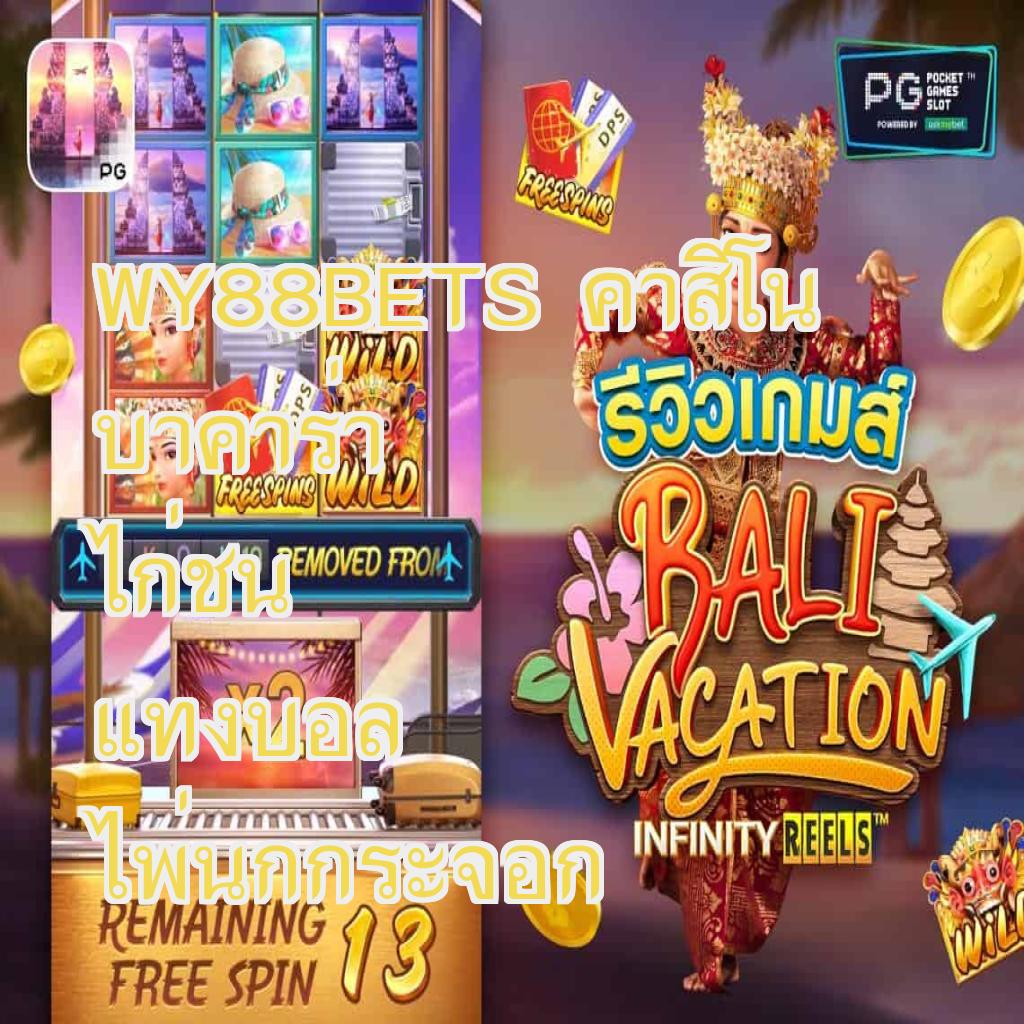 PG
PG POCKET GAMES SLOT™
POWERED BY askmebet
DPS
FREESPINS
WY88BETS คาสิโน
WILD
บาคาร่า
รีวิวเกมส์
FREESPINS
WILD
BALI
ไก่ชน
REMOVED FROM
VACATION
x2
แทงบอล
INFINITY REELS™
ไพ่นกกระจอก
REMAINING
FREE SPIN 13
WILD